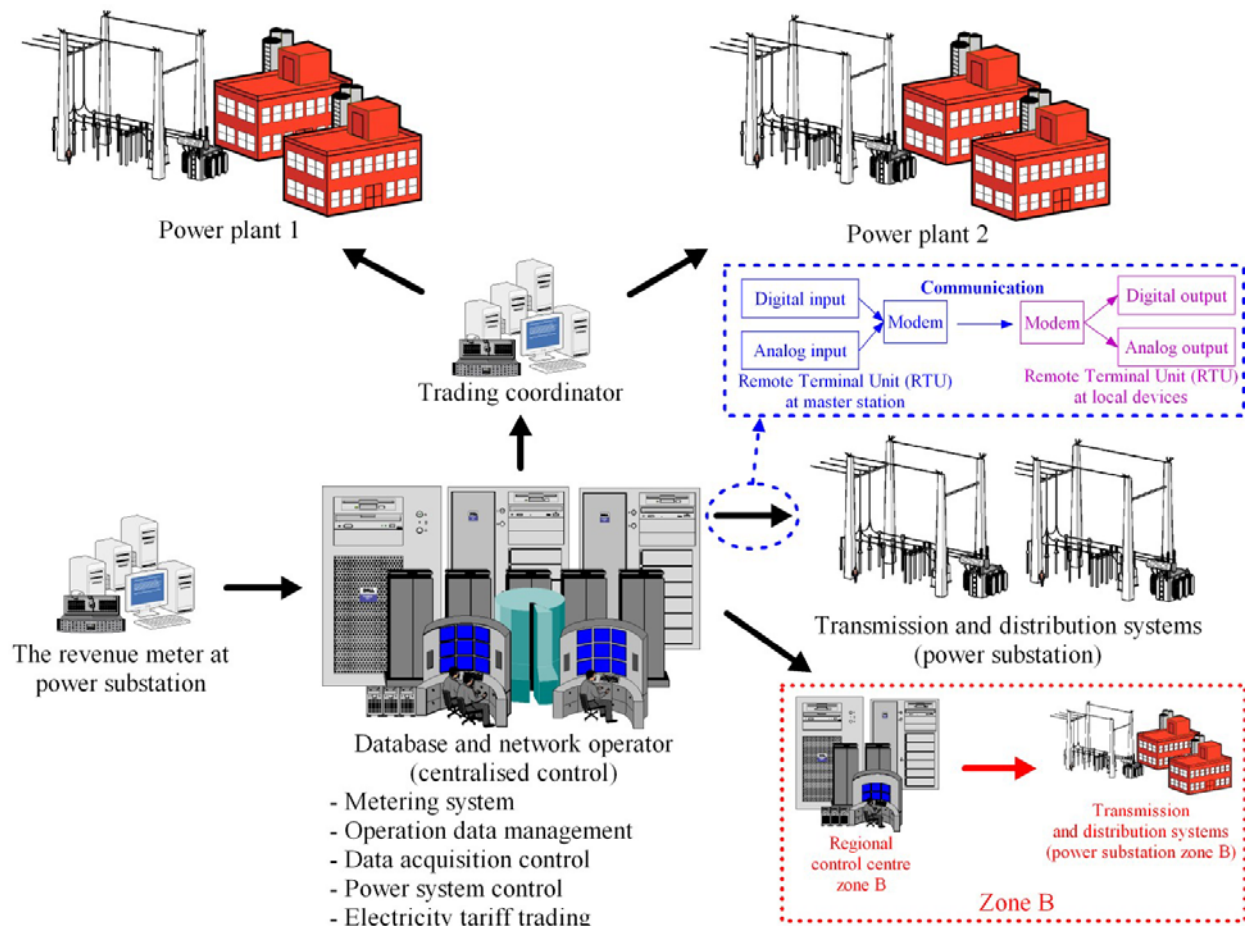 Power plant 1
Power plant 2
Communication
Digital input
Analog input
Modem
Modem
Digital output
Analog output
Remote Terminal Unit (RTU)
at master station
Remote Terminal Unit (RTU)
at local devices
Trading coordinator
The revenue meter at
power substation
Transmission and distribution systems
(power substation)
Database and network operator
(centralised control)
- Metering system
- Operation data management
- Data acquisition control
- Power system control
- Electricity tariff trading
Regional
control centre
zone B
Transmission
and distribution systems
(power substation zone B)
Zone B